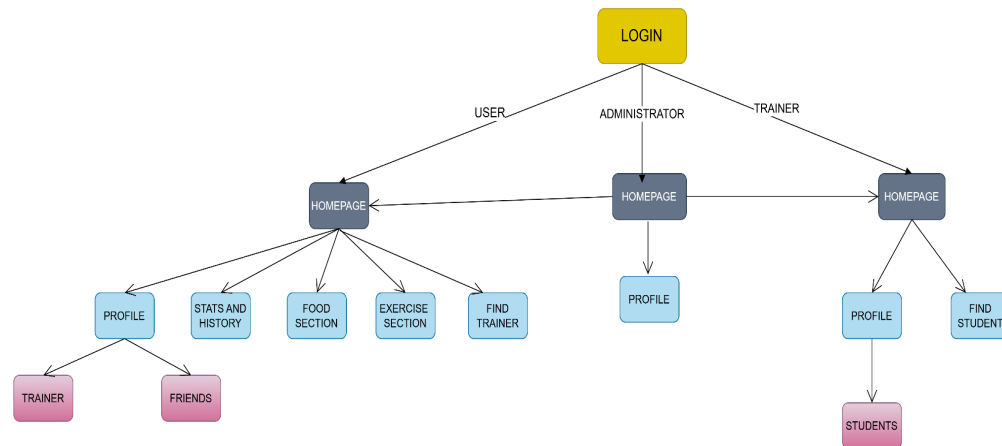 LOGIN
USER
ADMINISTRATOR
TRAINER
HOMEPAGE
HOMEPAGE
HOMEPAGE
PROFILE
STATS AND
HISTORY
FOOD
SECTION
EXERCISE
SECTION
FIND
TRAINER
PROFILE
PROFILE
FIND
STUDENT
TRAINER
FRIENDS
STUDENTS